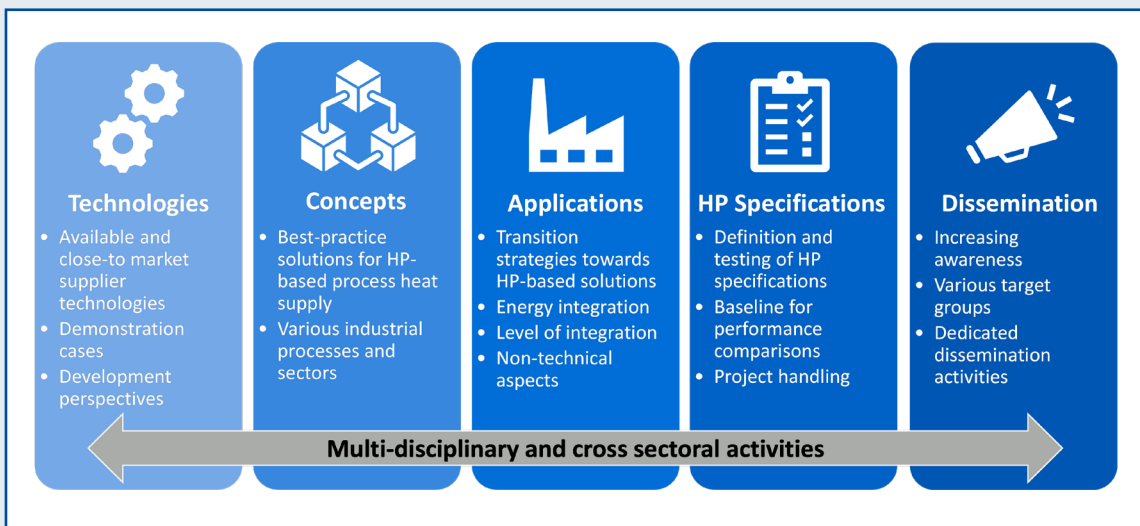 Technologies
• Available and
close-to market
supplier
technologies
• Demonstration
cases
• Development
perspectives
Concepts
• Best-practice
solutions for HP-
based process heat
supply
• Various industrial
processes and
sectors
Applications
• Transition
strategies towards
HP-based solutions
• Energy integration
• Level of integration
• Non-technical
aspects
HP Specifications
• Definition and
testing of HP
specifications
• Baseline for
performance
comparisons
• Project handling
Dissemination
• Increasing
awareness
• Various target
groups
• Dedicated
dissemination
activities
Multi-disciplinary and cross sectoral activities